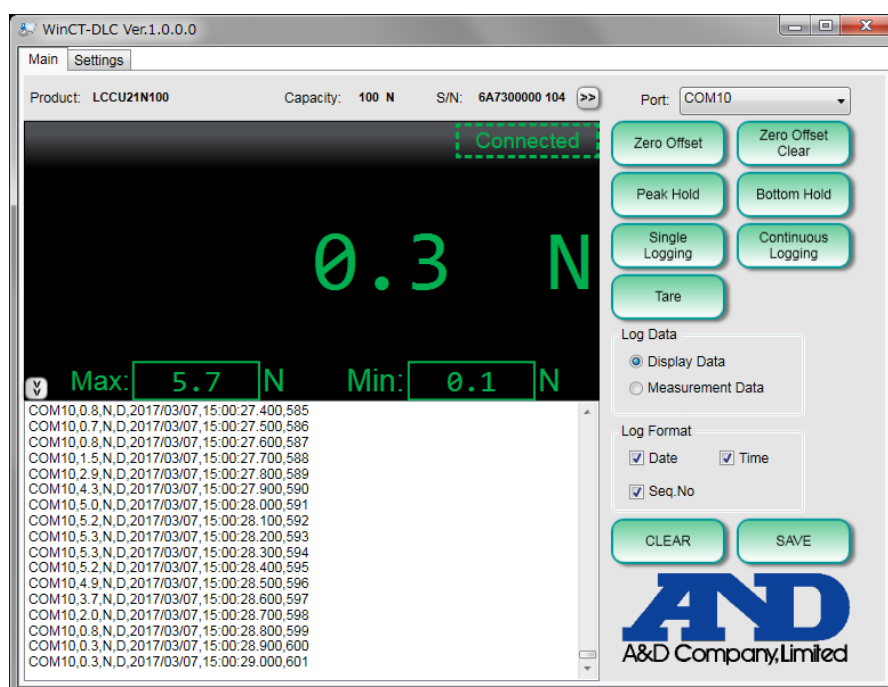 WinCT-DLC Ver.1.0.0.0
Main Settings
Product: LCCU21N100 Capacity: 100 N S/N: 6A7300000 104 >>
Port: COM10
Connected
0.3 N
Max: 5.7 N Min: 0.1 N
COM10,0.8,N,D,2017/03/07,15:00:27.400,585
COM10,0.7,N,D,2017/03/07,15:00:27.500,586
COM10,0.8,N,D,2017/03/07,15:00:27.600,587
COM10,1.5,N,D,2017/03/07,15:00:27.700,588
COM10,2.9,N,D,2017/03/07,15:00:27.800,589
COM10,4.3,N,D,2017/03/07,15:00:27.900,590
COM10,5.0,N,D,2017/03/07,15:00:28.000,591
COM10,5.2,N,D,2017/03/07,15:00:28.100,592
COM10,5.3,N,D,2017/03/07,15:00:28.200,593
COM10,5.3,N,D,2017/03/07,15:00:28.300,594
COM10,5.2,N,D,2017/03/07,15:00:28.400,595
COM10,4.9,N,D,2017/03/07,15:00:28.500,596
COM10,3.7,N,D,2017/03/07,15:00:28.600,597
COM10,2.0,N,D,2017/03/07,15:00:28.700,598
COM10,0.8,N,D,2017/03/07,15:00:28.800,599
COM10,0.3,N,D,2017/03/07,15:00:28.900,600
COM10,0.3,N,D,2017/03/07,15:00:29.000,601
Zero Offset
Zero Offset
Clear
Peak Hold
Bottom Hold
Single
Logging
Continuous
Logging
Tare
Log Data
Display Data
Measurement Data
Log Format
Date Time
Seq.No
CLEAR
SAVE
AND
A&D Company,Limited